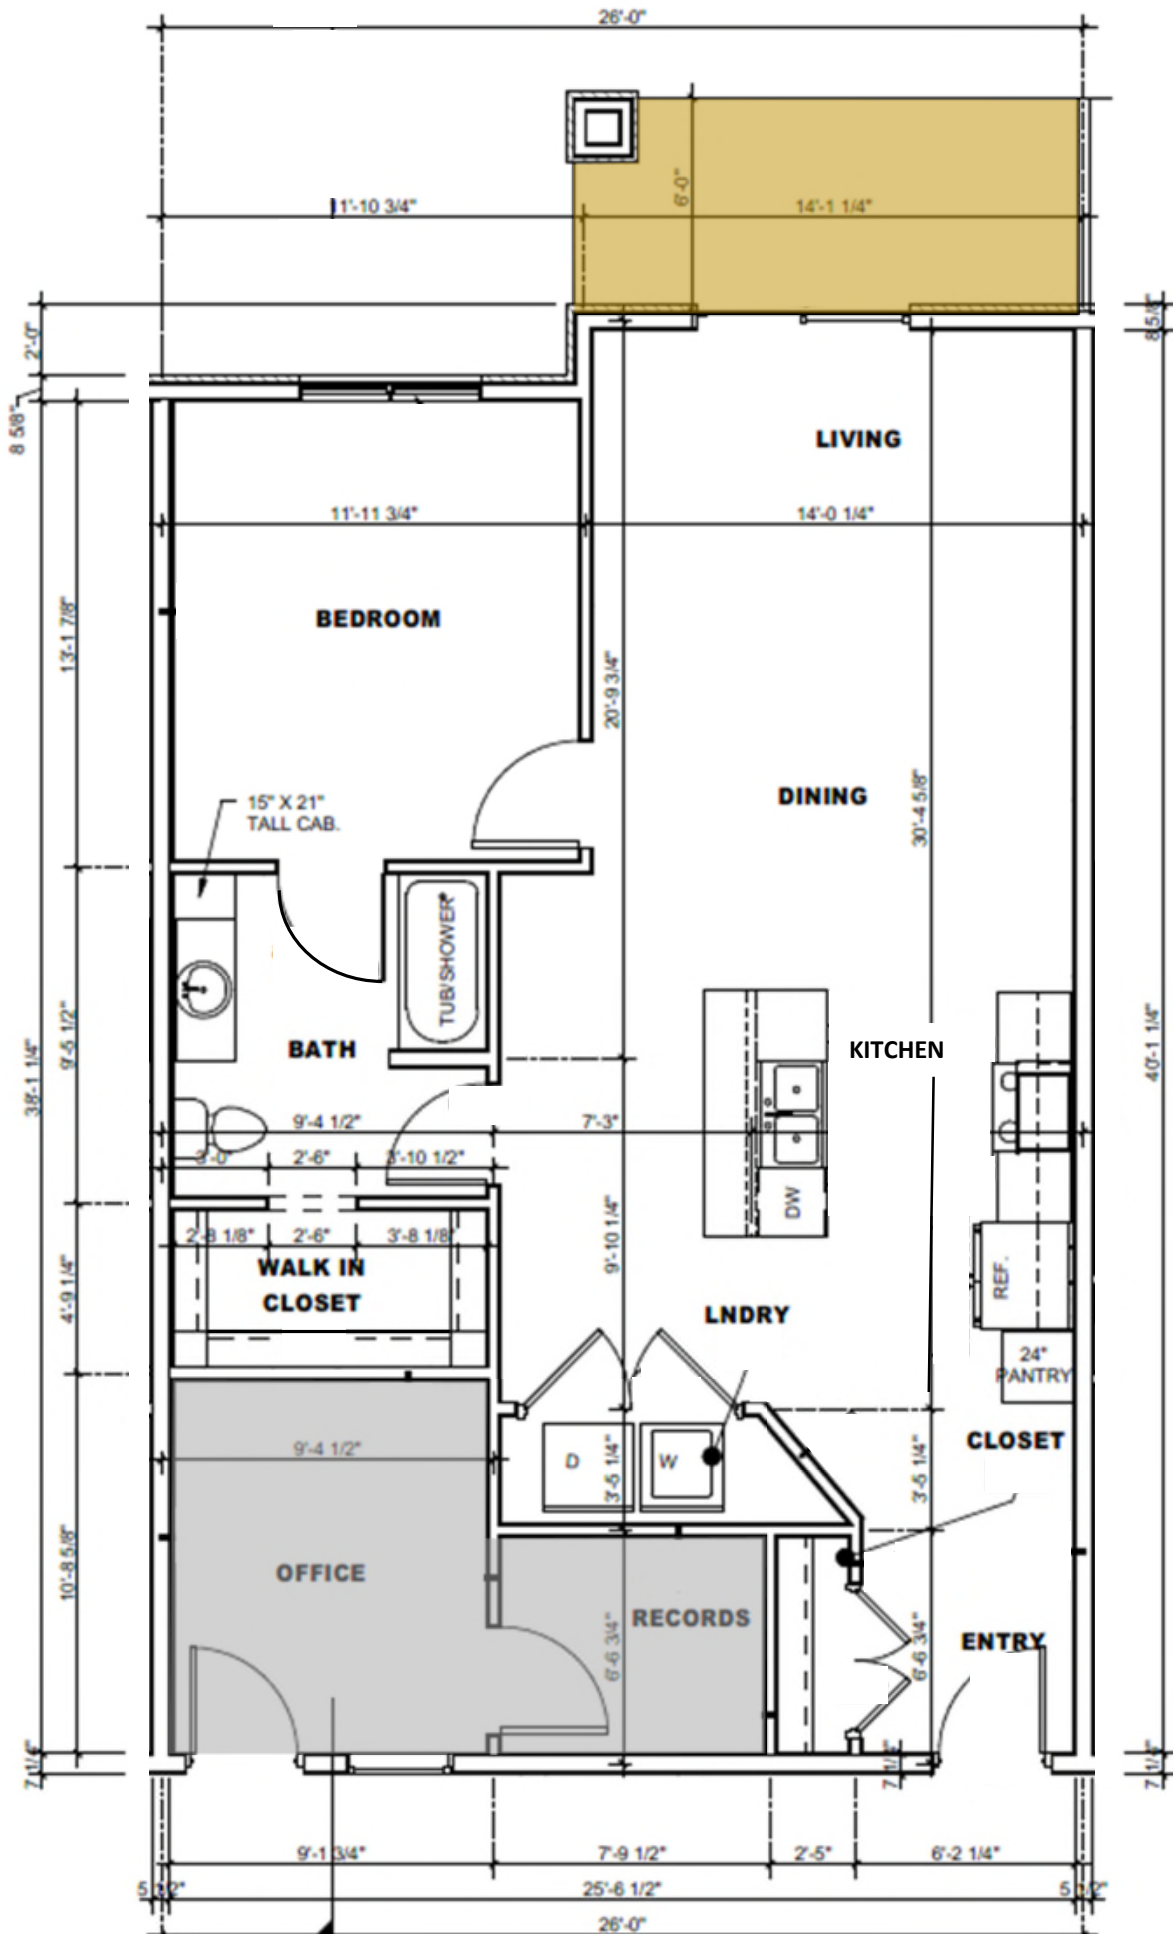 26'-0"
6'-0"
11'-10 3/4"
14'-1 1/4"
2'-0"
8 5/8"
8 5/8"
LIVING
11'-11 3/4"
14'-0 1/4"
BEDROOM
13'-1 7/8"
20'-9 3/4"
DINING
30'-4 5/8"
15" X 21"
TALL CAB.
TUB/SHOWER
38'-1 1/4"
9'-5 1/2"
BATH
KITCHEN
40'-1 1/4"
9'-4 1/2"
7'-3"
3'-0"
2'-6"
3'-10 1/2"
DW
2'-8 1/8"
2'-6"
3'-8 1/8"
9'-10 1/4"
WALK IN
CLOSET
4'-9 1/4"
REF.
LNDRY
24"
PANTRY
9'-4 1/2"
D
W
3'-5 1/4"
3'-5 1/4"
CLOSET
10'-8 5/8"
OFFICE
RECORDS
6'-6 3/4"
6'-6 3/4"
ENTRY
7 1/4"
7 1/4"
9'-1 3/4"
7'-9 1/2"
2'-5"
6'-2 1/4"
5 1/2"
25'-6 1/2"
5 1/2"
26'-0"